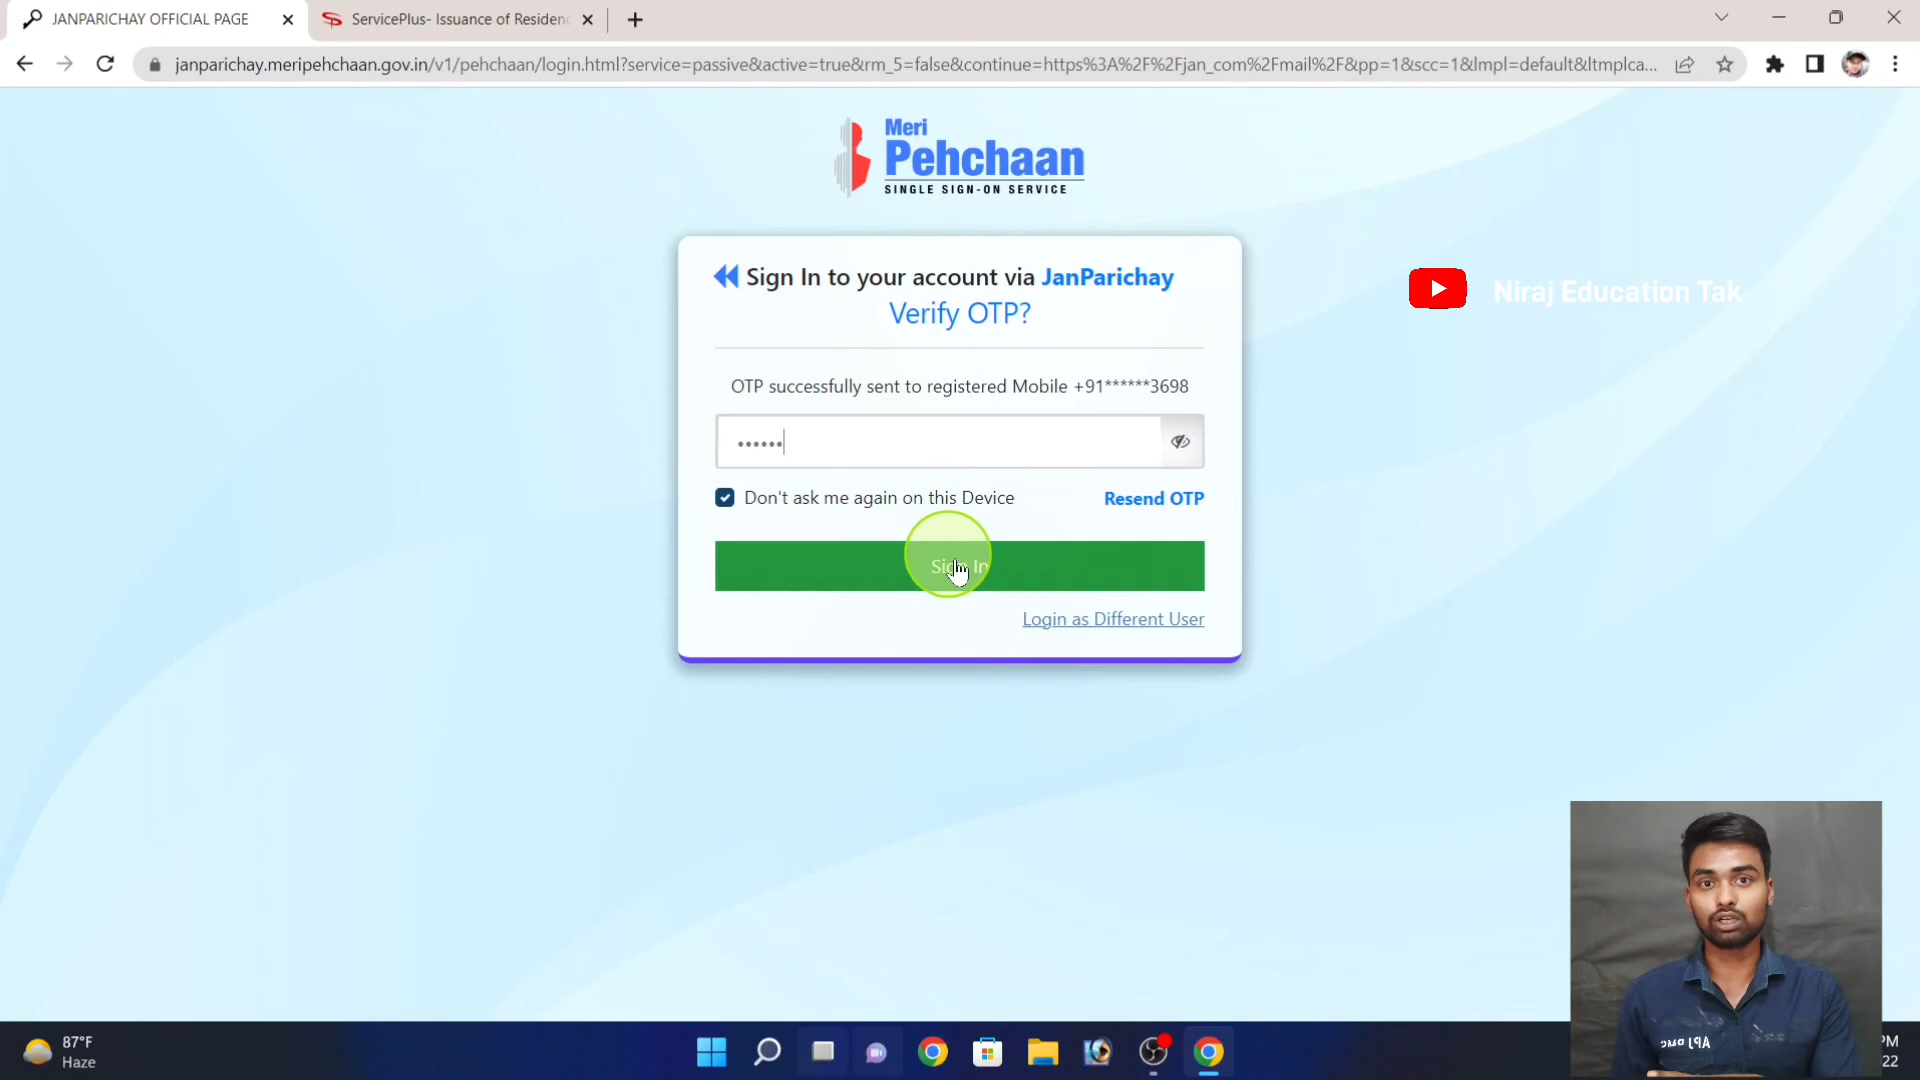 JANPARICHAY OFFICIAL PAGE
ServicePlus- Issuance of Residen
janparichay.meripehchaan.gov.in/v1/pehchaan/login.html?service=passive&active=true&rm_5=false&continue=https%3A%2F%2Fjan_com%2Fmail%2F&pp=1&scc=1&lmpl=default&ltmplca...
Meri
Pehchaan
SINGLE SIGN-ON SERVICE
Sign In to your account via JanParichay
Verify OTP?
Niraj Education Tak
OTP successfully sent to registered Mobile +91******3698
••••••
Don't ask me again on this Device
Resend OTP
Sign In
Login as Different User
87°F
Haze
PM
22